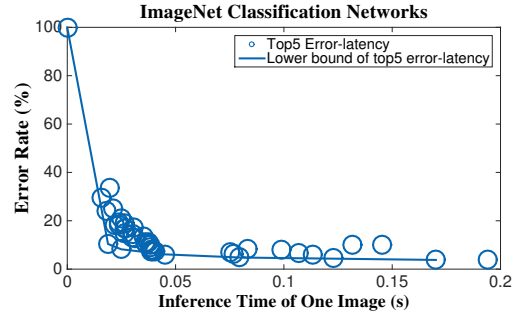 ImageNet Classification Networks
Top5 Error-latency
Lower bound of top5 error-latency
Error Rate (%)
100
80
60
40
20
0
0 0.05 0.1 0.15 0.2
Inference Time of One Image (s)